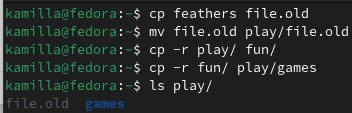 kamilla@fedora:~$ cp feathers file.old
kamilla@fedora:~$ mv file.old play/file.old
kamilla@fedora:~$ cp -r play/ fun/
kamilla@fedora:~$ cp -r fun/ play/games
kamilla@fedora:~$ ls play/
file.old  games